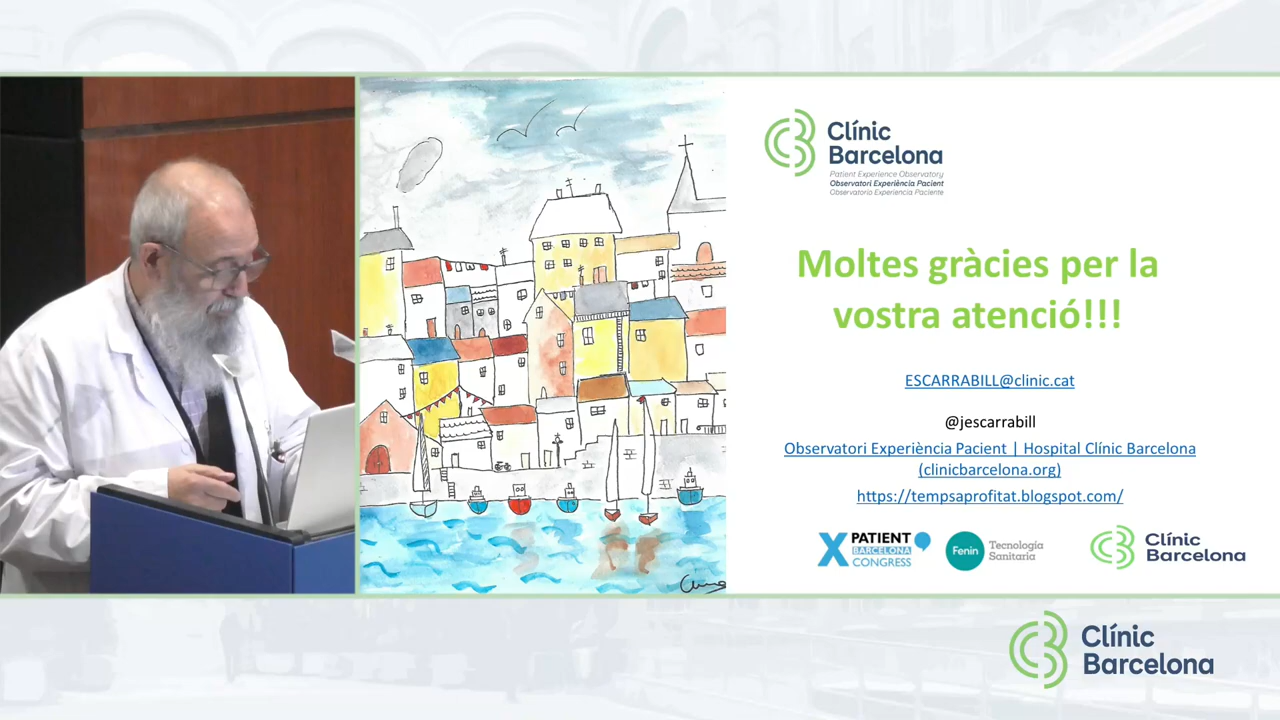 Clínic
Barcelona
Patient Experience Observatory
Observatori Experiència Pacient
Observatorio Experiencia Paciente
Moltes gràcies per la
vostra atenció!!!
ESCARRABILL@clinic.cat
@jescarrabill
Observatori Experiència Pacient | Hospital Clínic Barcelona
(clinicbarcelona.org)
https://tempsaprofitat.blogspot.com/
X PATIENT
BARCELONA
CONGRESS
Fenin
Tecnología
Sanitaria
Clínic
Barcelona
Clínic
Barcelona